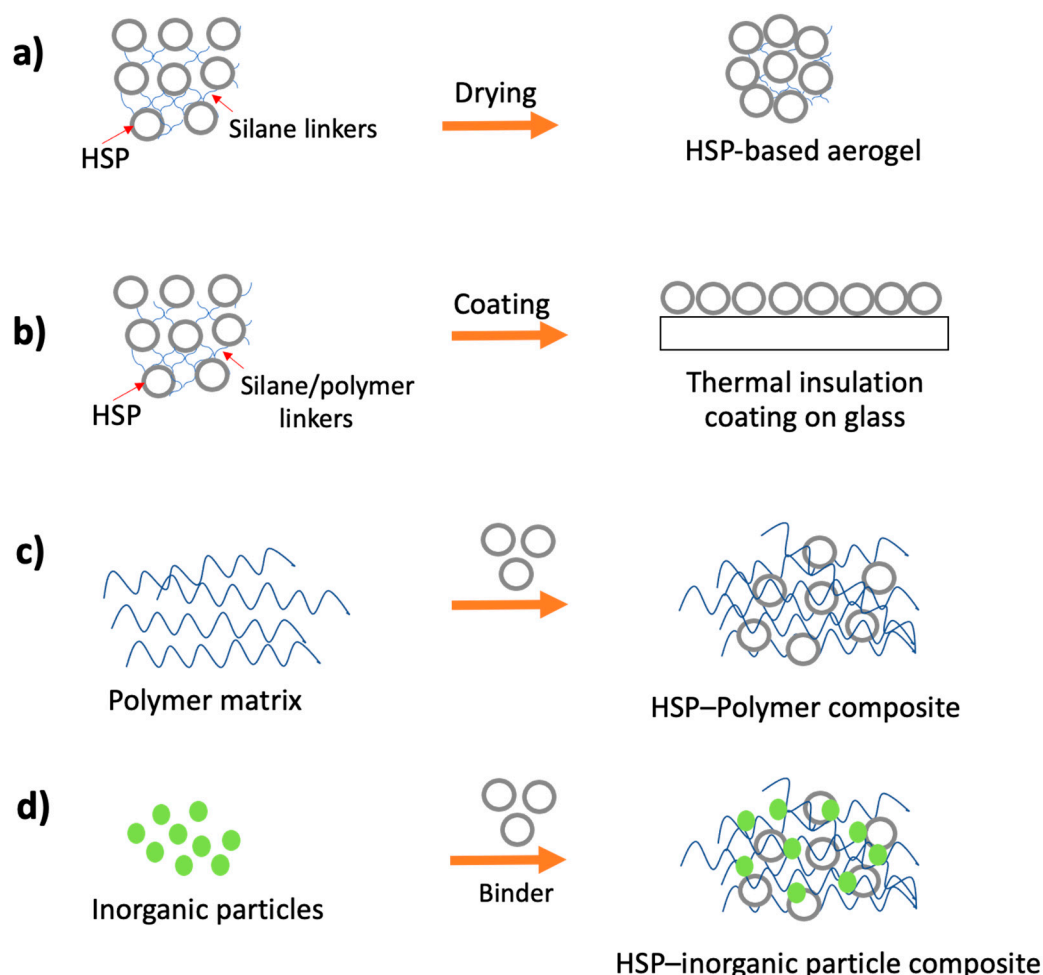 a)
HSP
Silane linkers
Drying
HSP-based aerogel
b)
HSP
Silane/polymer
linkers
Coating
Thermal insulation
coating on glass
c)
Polymer matrix
HSP–Polymer composite
d)
Inorganic particles
Binder
HSP–inorganic particle composite